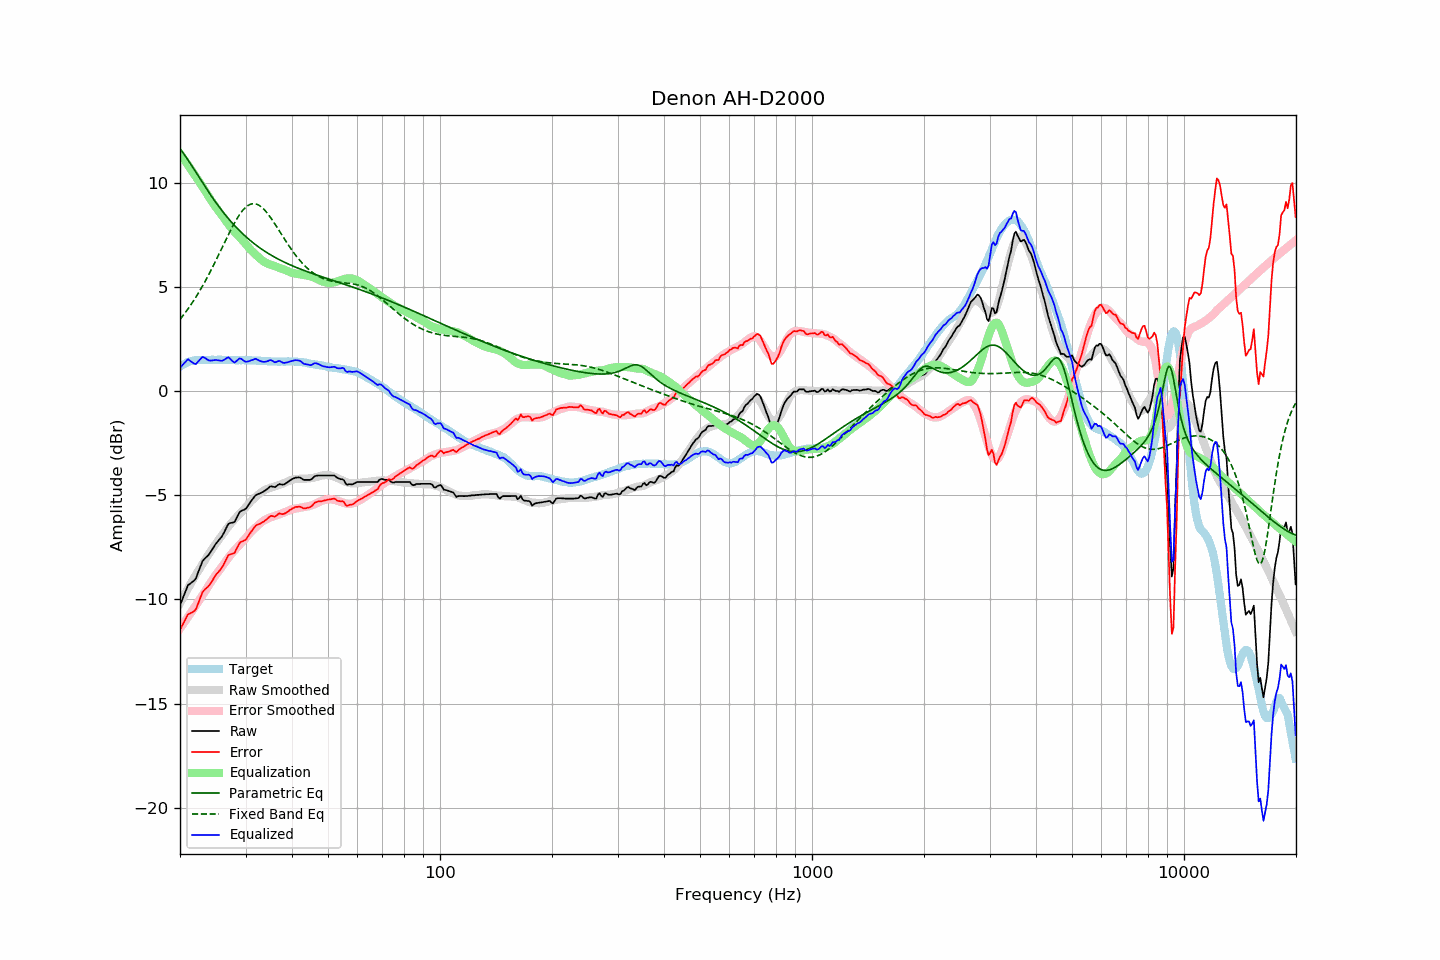 Denon AH-D2000
10
5
0
−5
−10
−15
−20
Amplitude (dBr)
Target
Raw Smoothed
Error Smoothed
Raw
Error
Equalization
Parametric Eq
Fixed Band Eq
Equalized
100
1000
10000
Frequency (Hz)